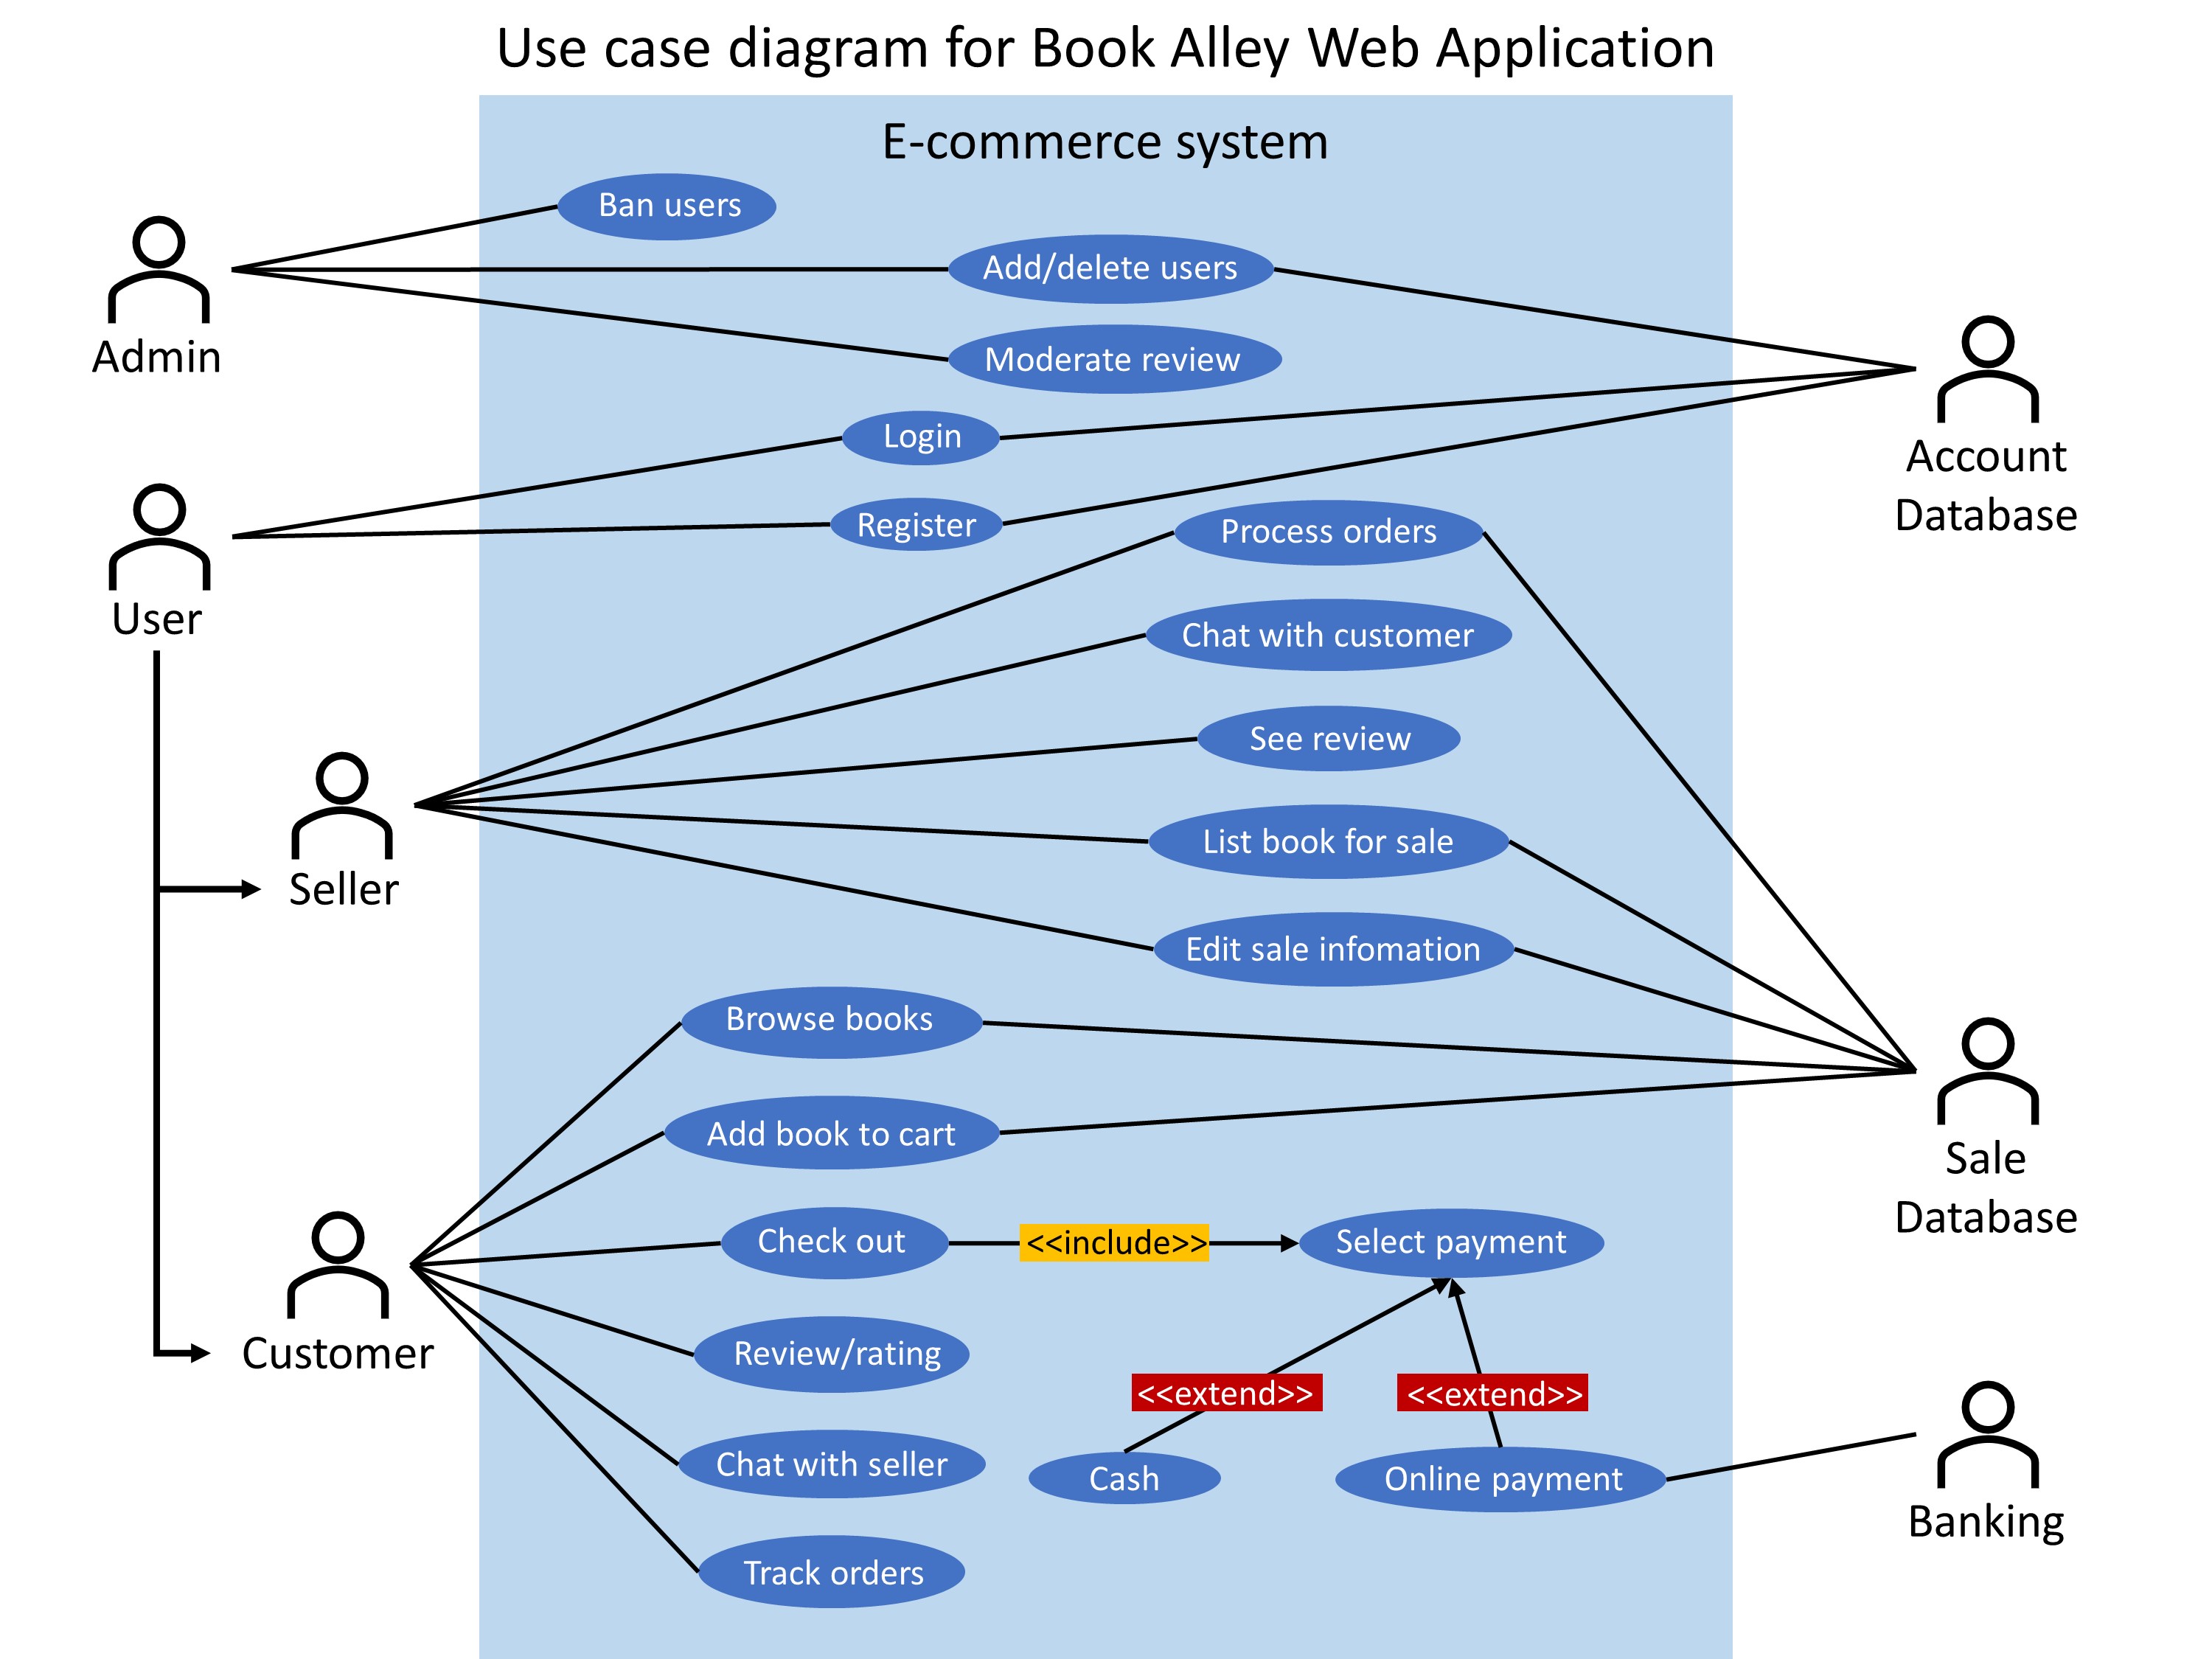 Use case diagram for Book Alley Web Application
E-commerce system
Ban users
Add/delete users
Admin
Moderate review
Login
Account
Database
Register
Process orders
User
Chat with customer
See review
List book for sale
Seller
Edit sale infomation
Browse books
Add book to cart
Sale
Database
Check out
<<include>>
Select payment
Customer
Review/rating
<<extend>>
<<extend>>
Chat with seller
Cash
Online payment
Banking
Track orders